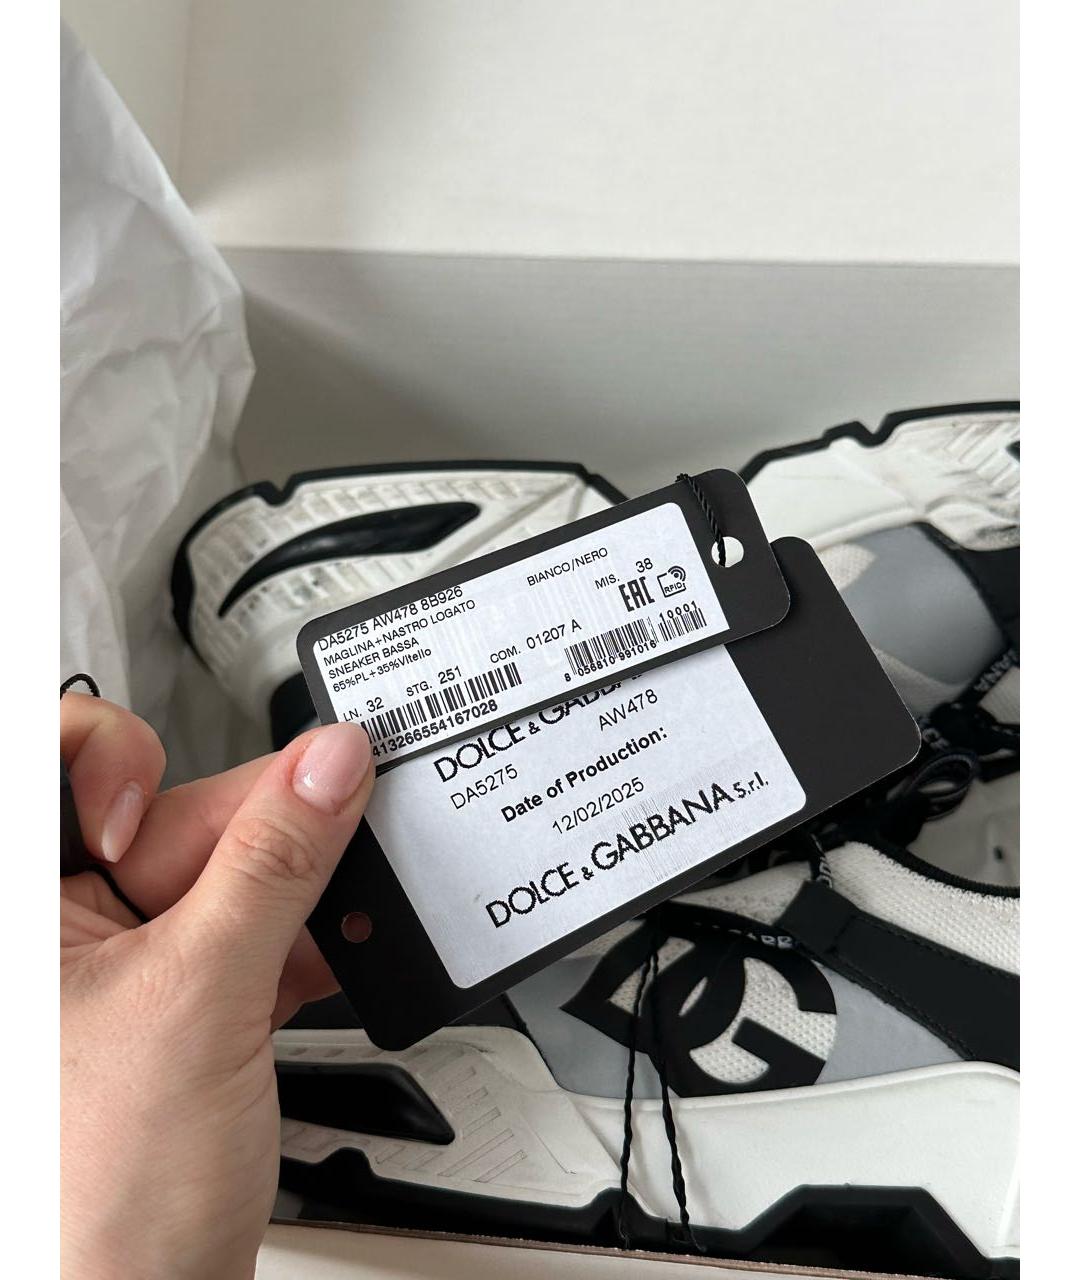 DA5275 AW478 8B926
BIANCO/NERO
MAGLINA+NASTRO LOGATO
MIS. 38
SNEAKER BASSA
EAC
RFID
65%PL+35%Vitello
LN. 32 STG. 251 COM. 01207 A
10001
8 056810 991016
413266554167028
DOLCE & GABBANA
DA5275 AW478
Date of Production:
12/02/2025
DOLCE & GABBANA S.r.l.
DG